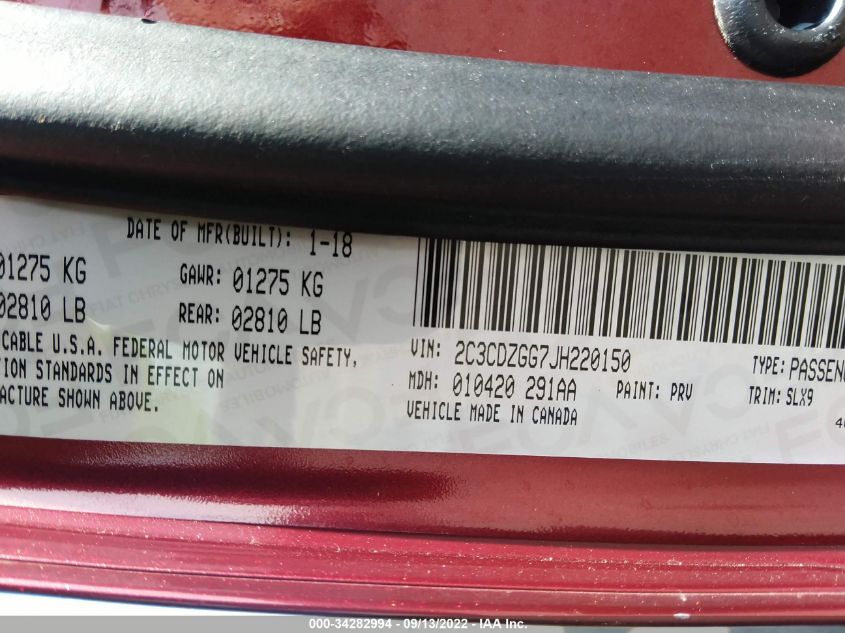 DATE OF MFR(BUILT): 1-18
01275 KG GAWR: 01275 KG
02810 LB REAR: 02810 LB
CABLE U.S.A. FEDERAL MOTOR VEHICLE SAFETY,
TION STANDARDS IN EFFECT ON
ACTURE SHOWN ABOVE.
VIN: 2C3CDZGG7JH220150 TYPE: PASSENG
MDH: 010420 291AA PAINT: PRV TRIM: SLX9
VEHICLE MADE IN CANADA
000-34282994 - 09/13/2022 - IAA Inc.